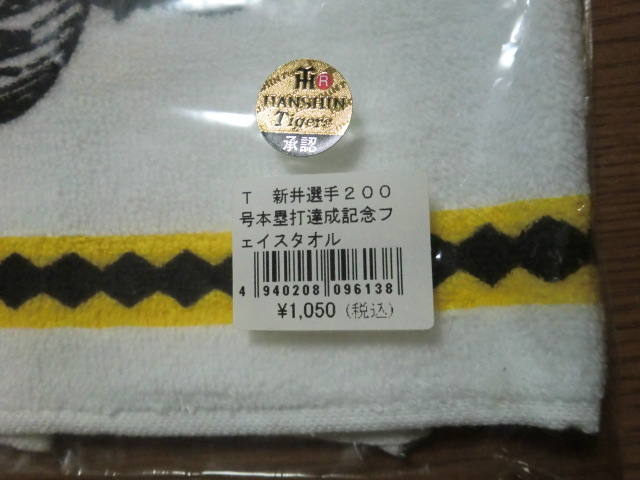 R
HANSHIN
Tigers
承認
T 新井選手200
号本塁打達成記念フ
ェイスタオル
4 940208 096138
¥1,050(税込)